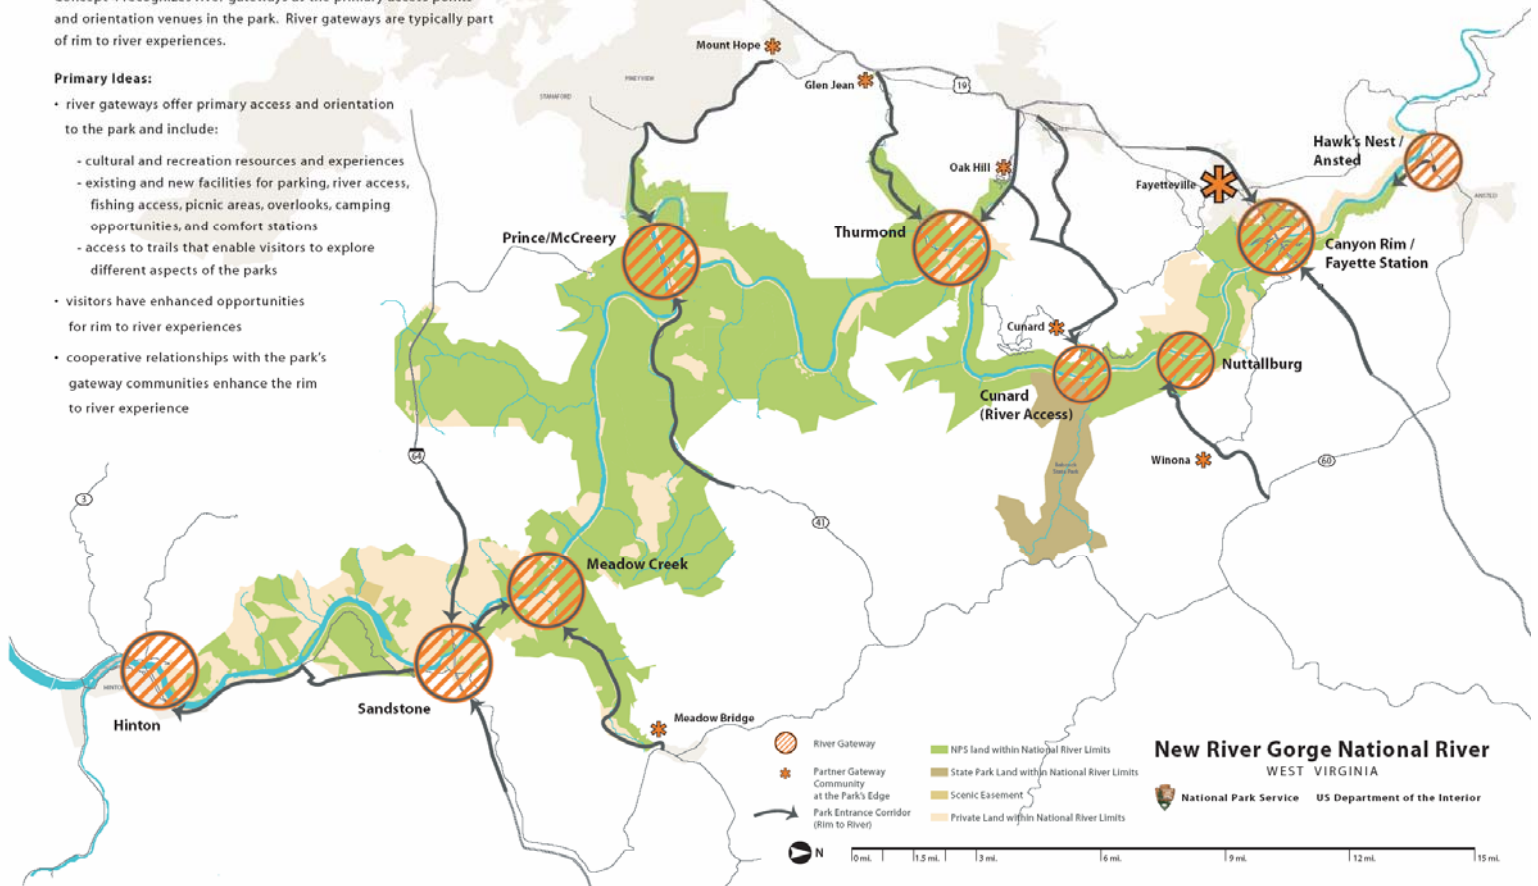 and orientation venues in the park. River gateways are typically part
of rim to river experiences.
Primary Ideas:
• river gateways offer primary access and orientation
to the park and include:
- cultural and recreation resources and experiences
- existing and new facilities for parking, river access,
fishing access, picnic areas, overlooks, camping
opportunities, and comfort stations
- access to trails that enable visitors to explore
different aspects of the parks
• visitors have enhanced opportunities
for rim to river experiences
• cooperative relationships with the park's
gateway communities enhance the rim
to river experience
Mount Hope
PINEYVIEW
STANAFORD
Glen Jean
19
Oak Hill
Fayetteville
Hawk's Nest /
Ansted
ANSTED
Prince/McCreery
Thurmond
Canyon Rim /
Fayette Station
Cunard
Nuttallburg
Cunard
(River Access)
Winona
60
64
3
41
Babcock
State Park
Meadow Creek
HINTON
Hinton
Sandstone
Meadow Bridge
River Gateway
Partner Gateway
Community
at the Park's Edge
Park Entrance Corridor
(Rim to River)
NPS land within National River Limits
State Park Land within National River Limits
Scenic Easement
Private Land within National River Limits
New River Gorge National River
WEST VIRGINIA
National Park Service US Department of the Interior
N
0 mi. 1.5 mi. 3 mi. 6 mi. 9 mi. 12 mi. 15 mi.